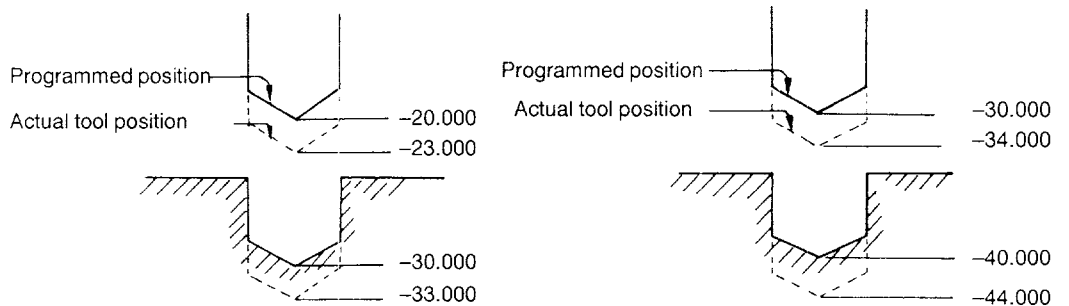 Programmed position
Actual tool position
–20.000
–23.000
–30.000
–33.000
Programmed position
Actual tool position
–30.000
–34.000
–40.000
–44.000